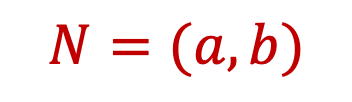 N = (a, b)